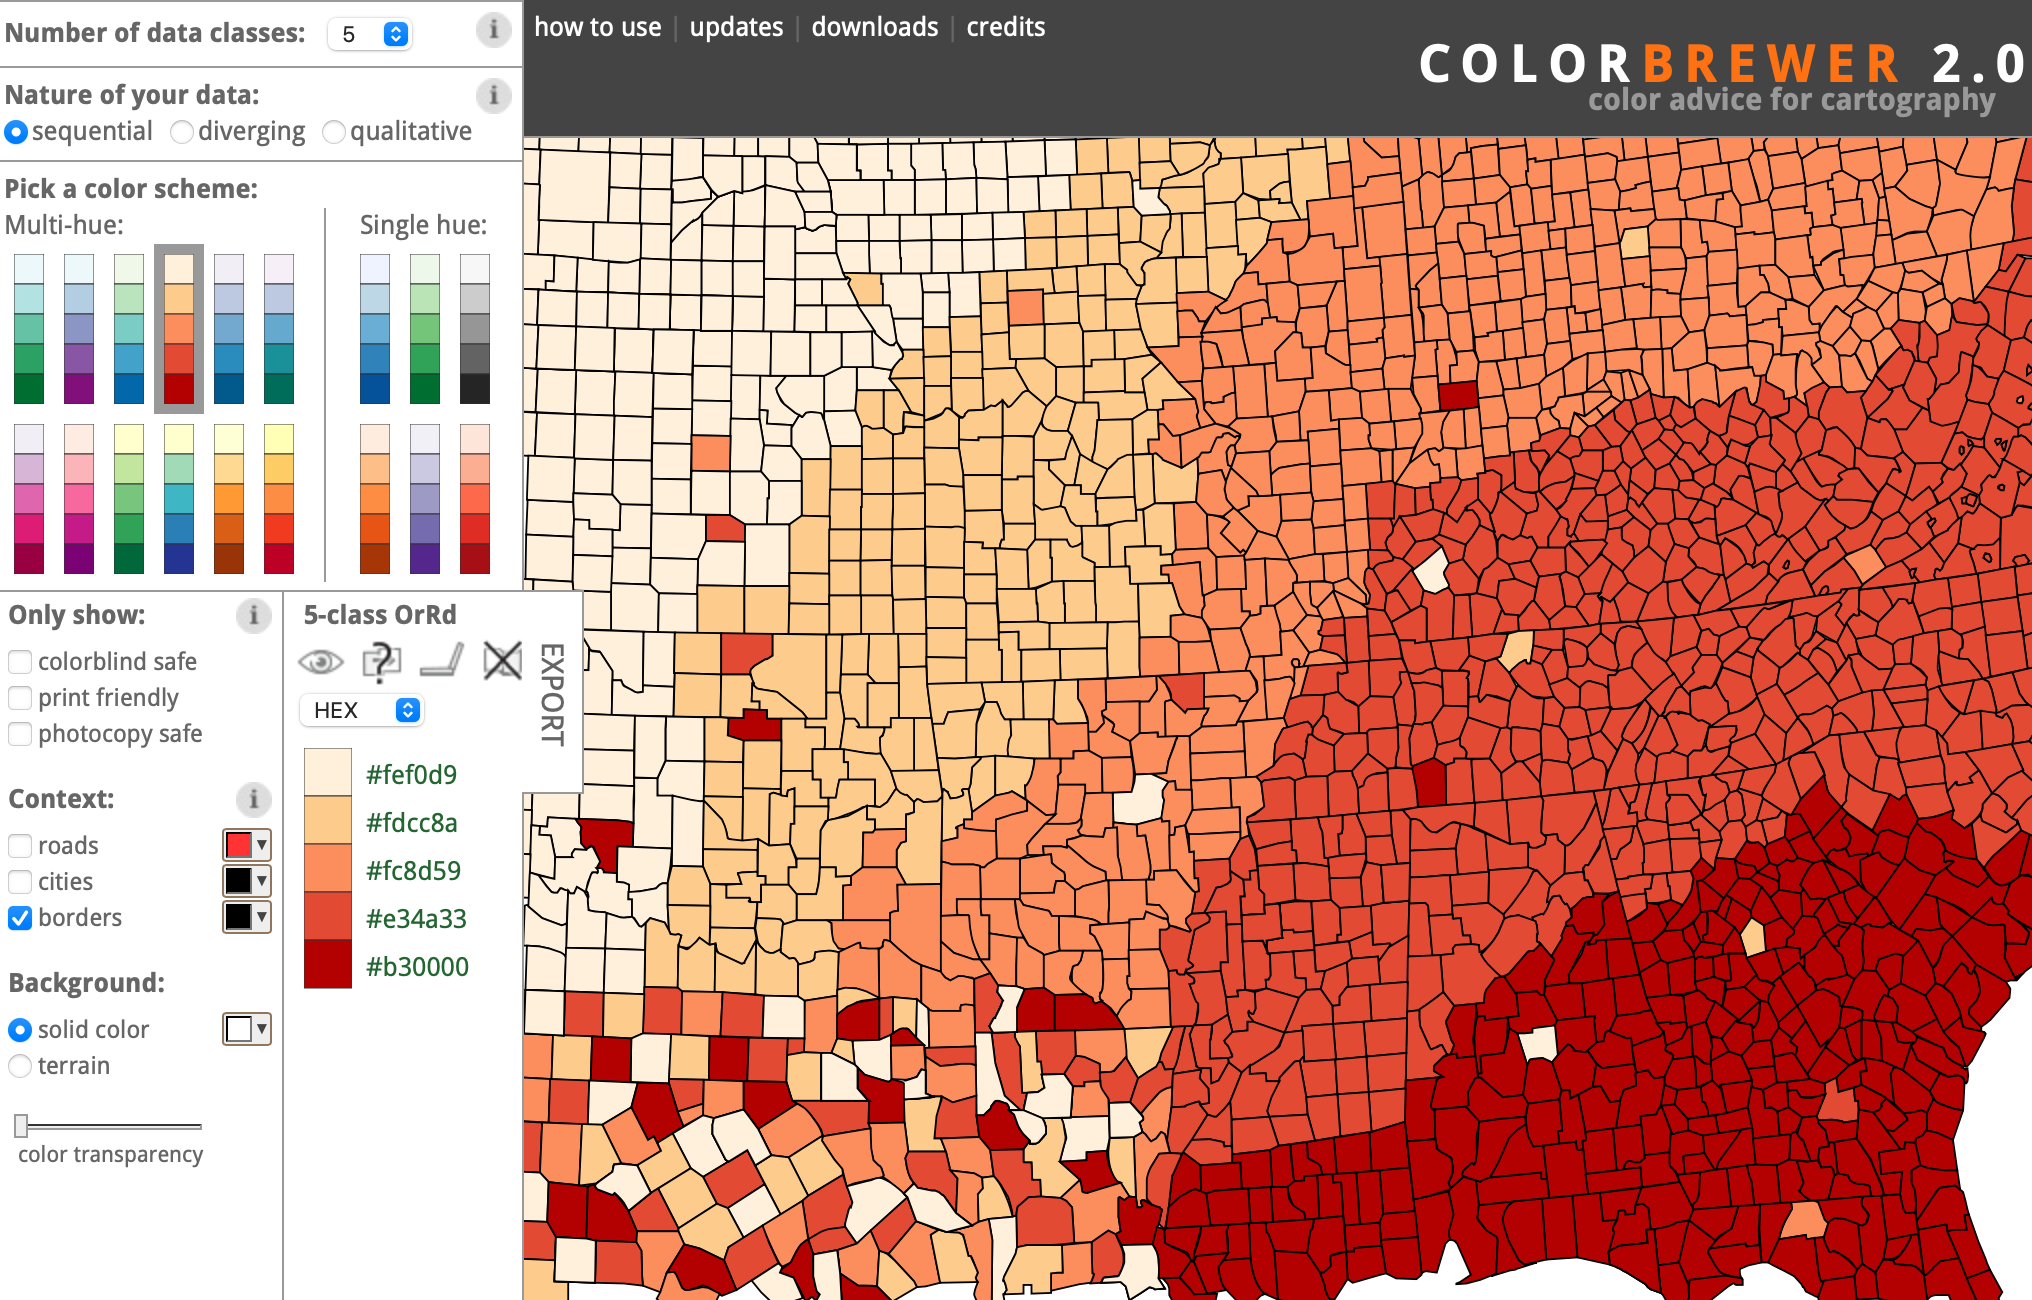 Number of data classes: 5 i
how to use | updates | downloads | credits
COLORBREWER 2.0
color advice for cartography
Nature of your data: i
sequential diverging qualitative
Pick a color scheme:
Multi-hue: Single hue:
Only show: i
colorblind safe
print friendly
photocopy safe
Context: i
roads
cities
borders
Background:
solid color
terrain
color transparency
5-class OrRd
?
HEX
EXPORT
#fef0d9
#fdcc8a
#fc8d59
#e34a33
#b30000